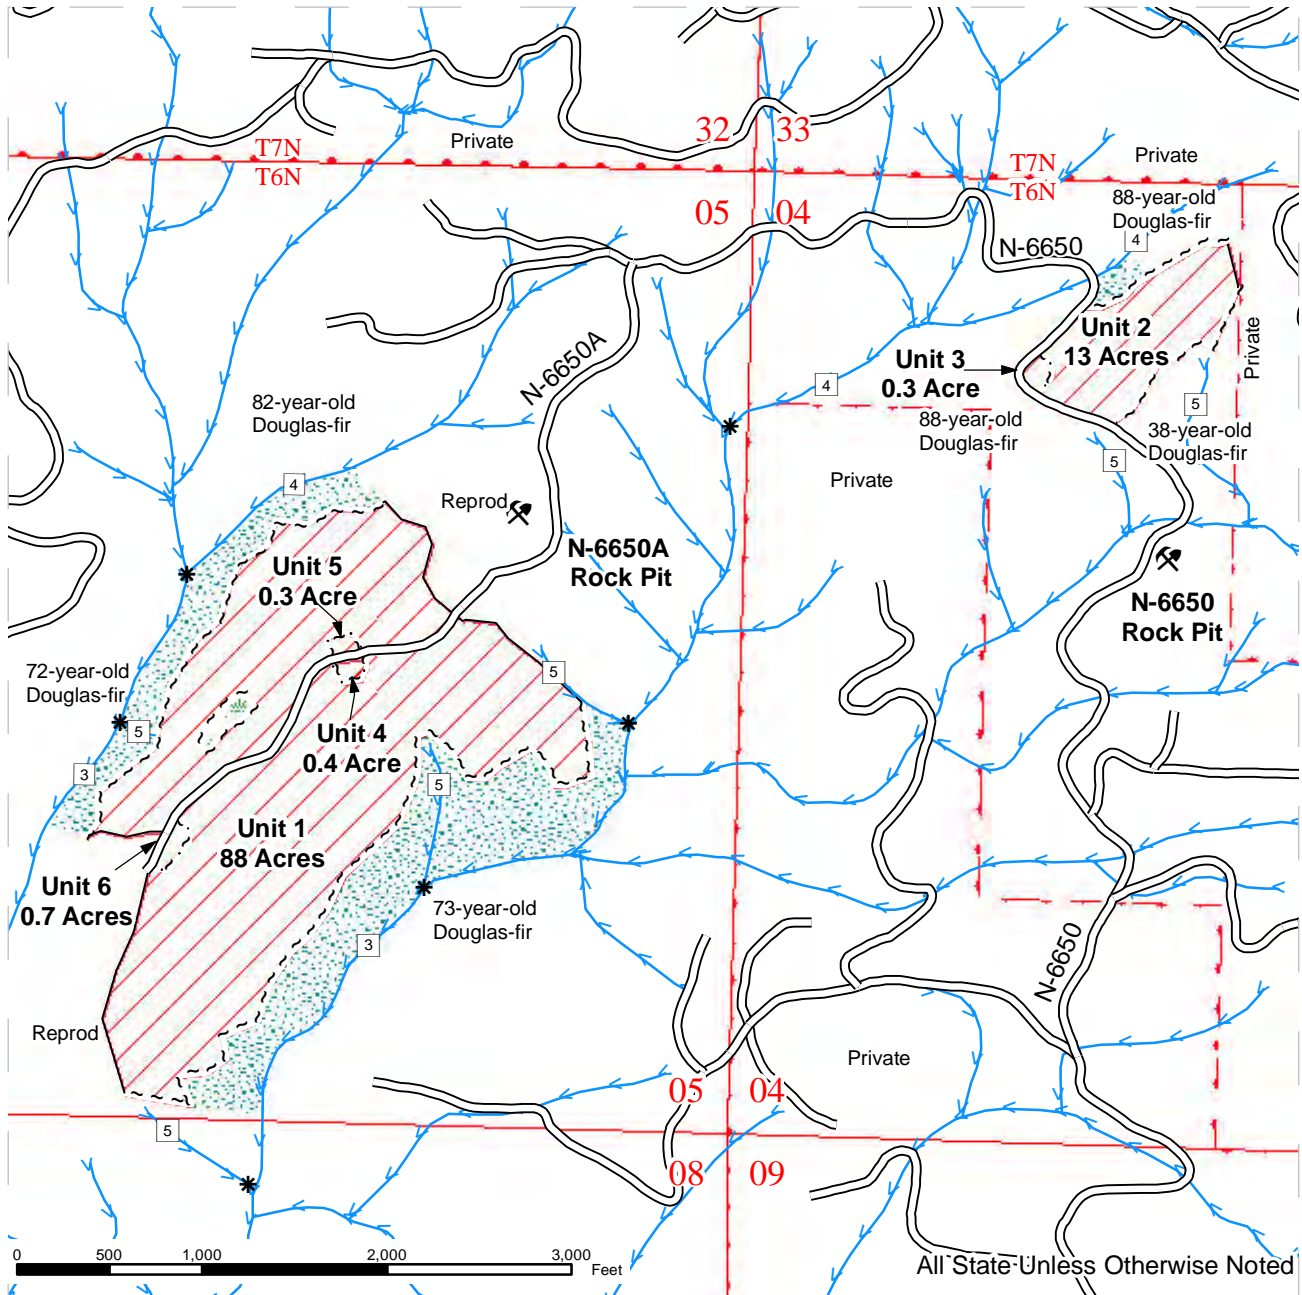 32
33
Private
T7N
T6N
T7N
T6N
Private
05
04
88-year-old
Douglas-fir
4
N-6650
Unit 2
13 Acres
Private
Unit 3
0.3 Acre
N-6650A
4
5
82-year-old
Douglas-fir
88-year-old
Douglas-fir
38-year-old
Douglas-fir
5
Private
4
Reprod
N-6650A
Rock Pit
Unit 5
0.3 Acre
N-6650
Rock Pit
72-year-old
Douglas-fir
5
5
3
Unit 4
0.4 Acre
5
Unit 1
88 Acres
Unit 6
0.7 Acres
73-year-old
Douglas-fir
3
N-6650
Reprod
Private
05
04
5
08
09
0
500
1,000
2,000
3,000
Feet
All State Unless Otherwise Noted